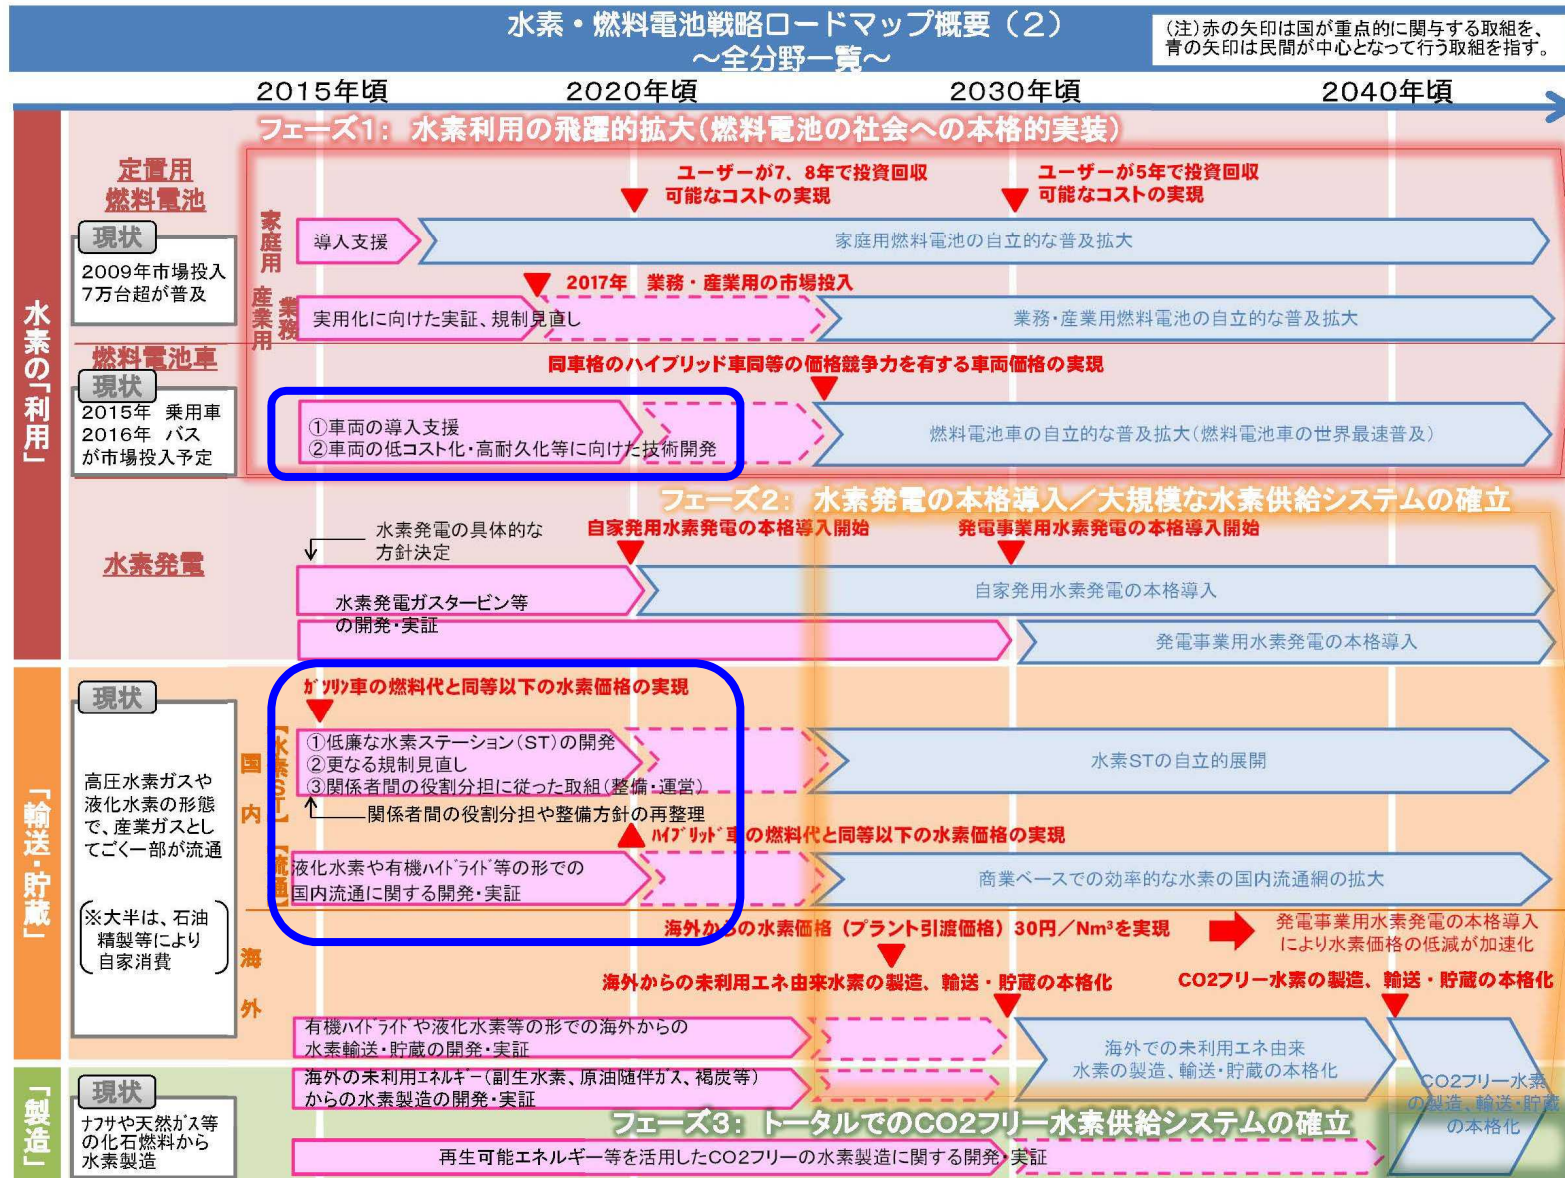 水素・燃料電池戦略ロードマップ概要（２）
～全分野一覧～
(注)赤の矢印は国が重点的に関与する取組を、
青の矢印は民間が中心となって行う取組を指す。
2015年頃
2020年頃
2030年頃
2040年頃
フェーズ１： 水素利用の飛躍的拡大（燃料電池の社会への本格的実装）
水素の「利用」
定置用
燃料電池
現状
2009年市場投入
7万台超が普及
家庭用
ユーザーが7、8年で投資回収
可能なコストの実現
ユーザーが5年で投資回収
可能なコストの実現
導入支援
家庭用燃料電池の自立的な普及拡大
業務
産業用
2017年　業務・産業用の市場投入
実用化に向けた実証、規制見直し
業務・産業用燃料電池の自立的な普及拡大
燃料電池車
現状
2015年　乗用車
2016年　バス
が市場投入予定
同車格のハイブリッド車同等の価格競争力を有する車両価格の実現
①車両の導入支援
②車両の低コスト化・高耐久化等に向けた技術開発
燃料電池車の自立的な普及拡大（燃料電池車の世界最速普及）
フェーズ２： 水素発電の本格導入／大規模な水素供給システムの確立
水素発電
水素発電の具体的な
方針決定
自家発用水素発電の本格導入開始
発電事業用水素発電の本格導入開始
水素発電ガスタービン等
の開発・実証
自家発用水素発電の本格導入
発電事業用水素発電の本格導入
「輸送・貯蔵」
現状
高圧水素ガスや
液化水素の形態
で、産業ガスとし
てごく一部が流通
※大半は、石油
精製等により
自家消費
国内
【水素ST】
ｶﾞｿﾘﾝ車の燃料代と同等以下の水素価格の実現
①低廉な水素ステーション（ST）の開発
②更なる規制見直し
③関係者間の役割分担に従った取組（整備・運営）
水素STの自立的展開
関係者間の役割分担や整備方針の再整理
ﾊｲﾌﾞﾘｯﾄﾞ車の燃料代と同等以下の水素価格の実現
【流通】
液化水素や有機ﾊｲﾄﾞﾗｲﾄﾞ等の形での
国内流通に関する開発・実証
商業ベースでの効率的な水素の国内流通網の拡大
海外
海外からの水素価格（プラント引渡価格）30円／Nm³を実現
発電事業用水素発電の本格導入
により水素価格の低減が加速化
海外からの未利用エネ由来水素の製造、輸送・貯蔵の本格化
CO2フリー水素の製造、輸送・貯蔵の本格化
有機ﾊｲﾄﾞﾗｲﾄﾞや液化水素等の形での海外からの
水素輸送・貯蔵の開発・実証
海外での未利用エネ由来
水素の製造、輸送・貯蔵の本格化
「製造」
現状
ﾅﾌｻや天然ｶﾞｽ等
の化石燃料から
水素製造
海外の未利用ｴﾈﾙｷﾞｰ（副生水素、原油随伴ｶﾞｽ、褐炭等）
からの水素製造の開発・実証
CO2フリー水素
の製造、輸送・貯蔵
の本格化
フェーズ３： トータルでのCO2フリー水素供給システムの確立
再生可能エネルギー等を活用したCO2フリーの水素製造に関する開発・実証